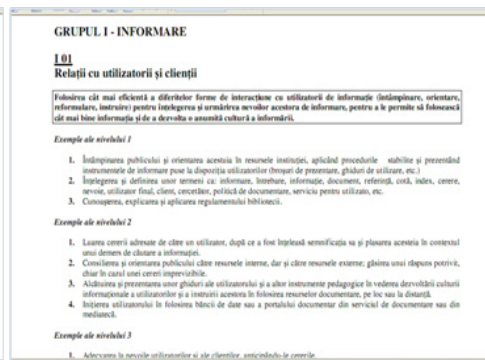 GRUPUL I - INFORMARE
I 01
Relații cu utilizatorii și clienții
Folosirea cât mai eficientă a diferitelor forme de interacțiune cu utilizatorii de informație (întâmpinare, orientare,
reformulare, instruire) pentru înțelegerea și urmărirea nevoilor acestora de informare, pentru a le permite să folosească
cât mai bine informația și de a dezvolta o anumită cultură a informării.
Exemple ale nivelului 1
1. Întâmpinarea publicului și orientarea acestuia în resursele instituției, aplicând procedurile stabilite și prezentând
instrumentele de informare puse la dispoziția utilizatorilor (broșuri de prezentare, ghiduri de utilizare, etc.)
2. Înțelegerea și definirea unor termeni ca: informare, întrebare, informație, document, referință, cotă, index, cerere,
nevoie, utilizator final, client, cercetător, politică de documentare, serviciu pentru utilizator, etc.
3. Cunoașterea, explicarea și aplicarea regulamentului bibliotecii.
Exemple ale nivelului 2
1. Luarea cererii adresate de către un utilizator, după ce a fost înțeleasă semnificația sa și plasarea acesteia în contextul
unui demers de căutare a informației.
2. Consilierea și orientarea publicului către resursele interne, dar și către resursele externe; găsirea unui răspuns potrivit,
chiar în cazul unei cereri imprevizibile.
3. Alcătuirea și prezentarea unor ghiduri ale utilizatorului și a altor instrumente pedagogice în vederea dezvoltării culturii
informaționale a utilizatorilor și a instruirii acestora în folosirea resurselor documentare, pe loc sau la distanță.
4. Inițierea utilizatorului în folosirea băncii de date sau a portalului documentar din serviciul de documentare sau din
mediatecă.
Exemple ale nivelului 3
1. Adecvarea la nevoile utilizatorilor și ale clienților, anticipându-le cererile.